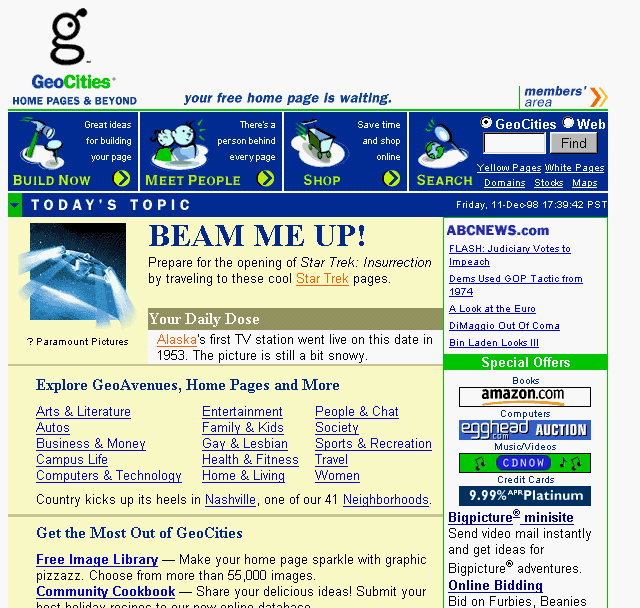 GeoCities
HOME PAGES & BEYOND
your free home page is waiting.
members'
area
Great ideas
for building
your page
BUILD NOW
There's a
person behind
every page
MEET PEOPLE
Save time
and shop
online
SHOP
SEARCH
GeoCities Web
Find
Yellow Pages White Pages
Domains Stocks Maps
TODAY'S TOPIC
Friday, 11-Dec-98 17:39:42 PST
BEAM ME UP!
Prepare for the opening of Star Trek: Insurrection
by traveling to these cool Star Trek pages.
? Paramount Pictures
Your Daily Dose
Alaska's first TV station went live on this date in
1953. The picture is still a bit snowy.
Explore GeoAvenues, Home Pages and More
Arts & Literature
Autos
Business & Money
Campus Life
Computers & Technology
Entertainment
Family & Kids
Gay & Lesbian
Health & Fitness
Home & Living
People & Chat
Society
Sports & Recreation
Travel
Women
Country kicks up its heels in Nashville, one of our 41 Neighborhoods.
Get the Most Out of GeoCities
Free Image Library — Make your home page sparkle with graphic
pizzazz. Choose from more than 55,000 images.
Community Cookbook — Share your delicious ideas! Submit your
best holiday recipes to our new online database.
ABCNEWS.com
FLASH: Judiciary Votes to
Impeach
Dems Used GOP Tactic from
1974
A Look at the Euro
DiMaggio Out Of Coma
Bin Laden Looks Ill
Special Offers
Books
amazon.com
Computers
egghead.com AUCTION
Music/Videos
CDNOW
Credit Cards
9.99% APR Platinum
Bigpicture® minisite
Send video mail instantly
and get ideas for
Bigpicture® adventures.
Online Bidding
Bid on Furbies, Beanies